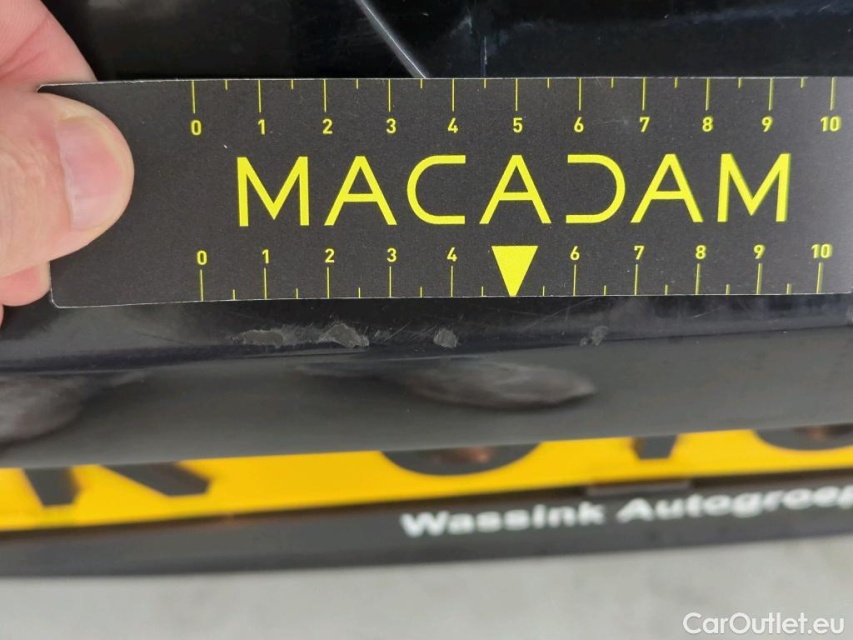 0 1 2 3 4 5 6 7 8 9 10
MACADAM
0 1 2 3 4 6 7 8 9 10
Wassink Autogroep
CarOutlet.eu